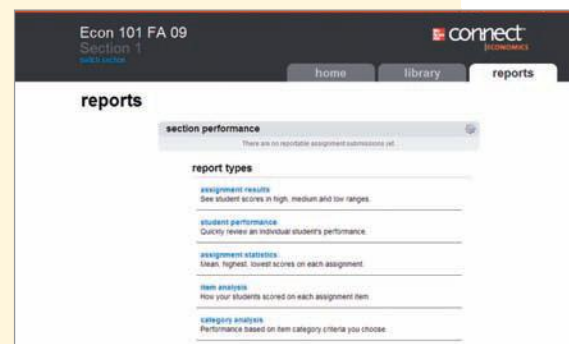 Econ 101 FA 09
Section 1
switch section
connect
ECONOMICS
home
library
reports
reports
section performance
There are no reportable assignment submissions yet.
report types
assignment results
See student scores in high, medium and low ranges.
student performance
Quickly review an individual student's performance.
assignment statistics
Mean, highest, lowest scores on each assignment.
item analysis
How your students scored on each assignment item
category analysis
Performance based on item category criteria you choose.